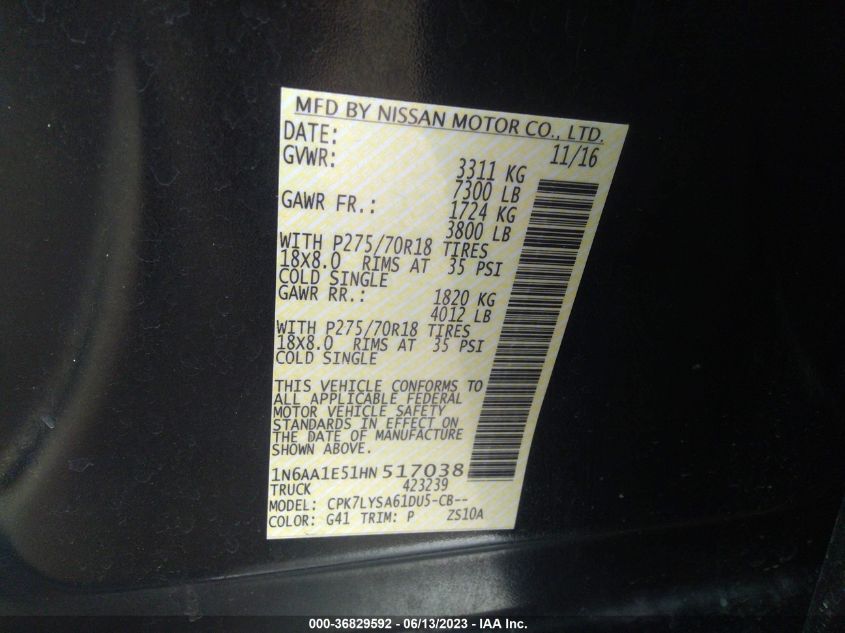 MFD BY NISSAN MOTOR CO., LTD.
DATE: 11/16
GVWR: 3311 KG
7300 LB
GAWR FR.: 1724 KG
3800 LB
WITH P275/70R18 TIRES
18X8.0 RIMS AT 35 PSI
COLD SINGLE
GAWR RR.: 1820 KG
4012 LB
WITH P275/70R18 TIRES
18X8.0 RIMS AT 35 PSI
COLD SINGLE
THIS VEHICLE CONFORMS TO
ALL APPLICABLE FEDERAL
MOTOR VEHICLE SAFETY
STANDARDS IN EFFECT ON
THE DATE OF MANUFACTURE
SHOWN ABOVE.
1N6AA1E51HN 517038
TRUCK 423239
MODEL: CPK7LYSA61DU5-CB--
COLOR: G41 TRIM: P ZS10A
000-36829592 - 06/13/2023 - IAA Inc.